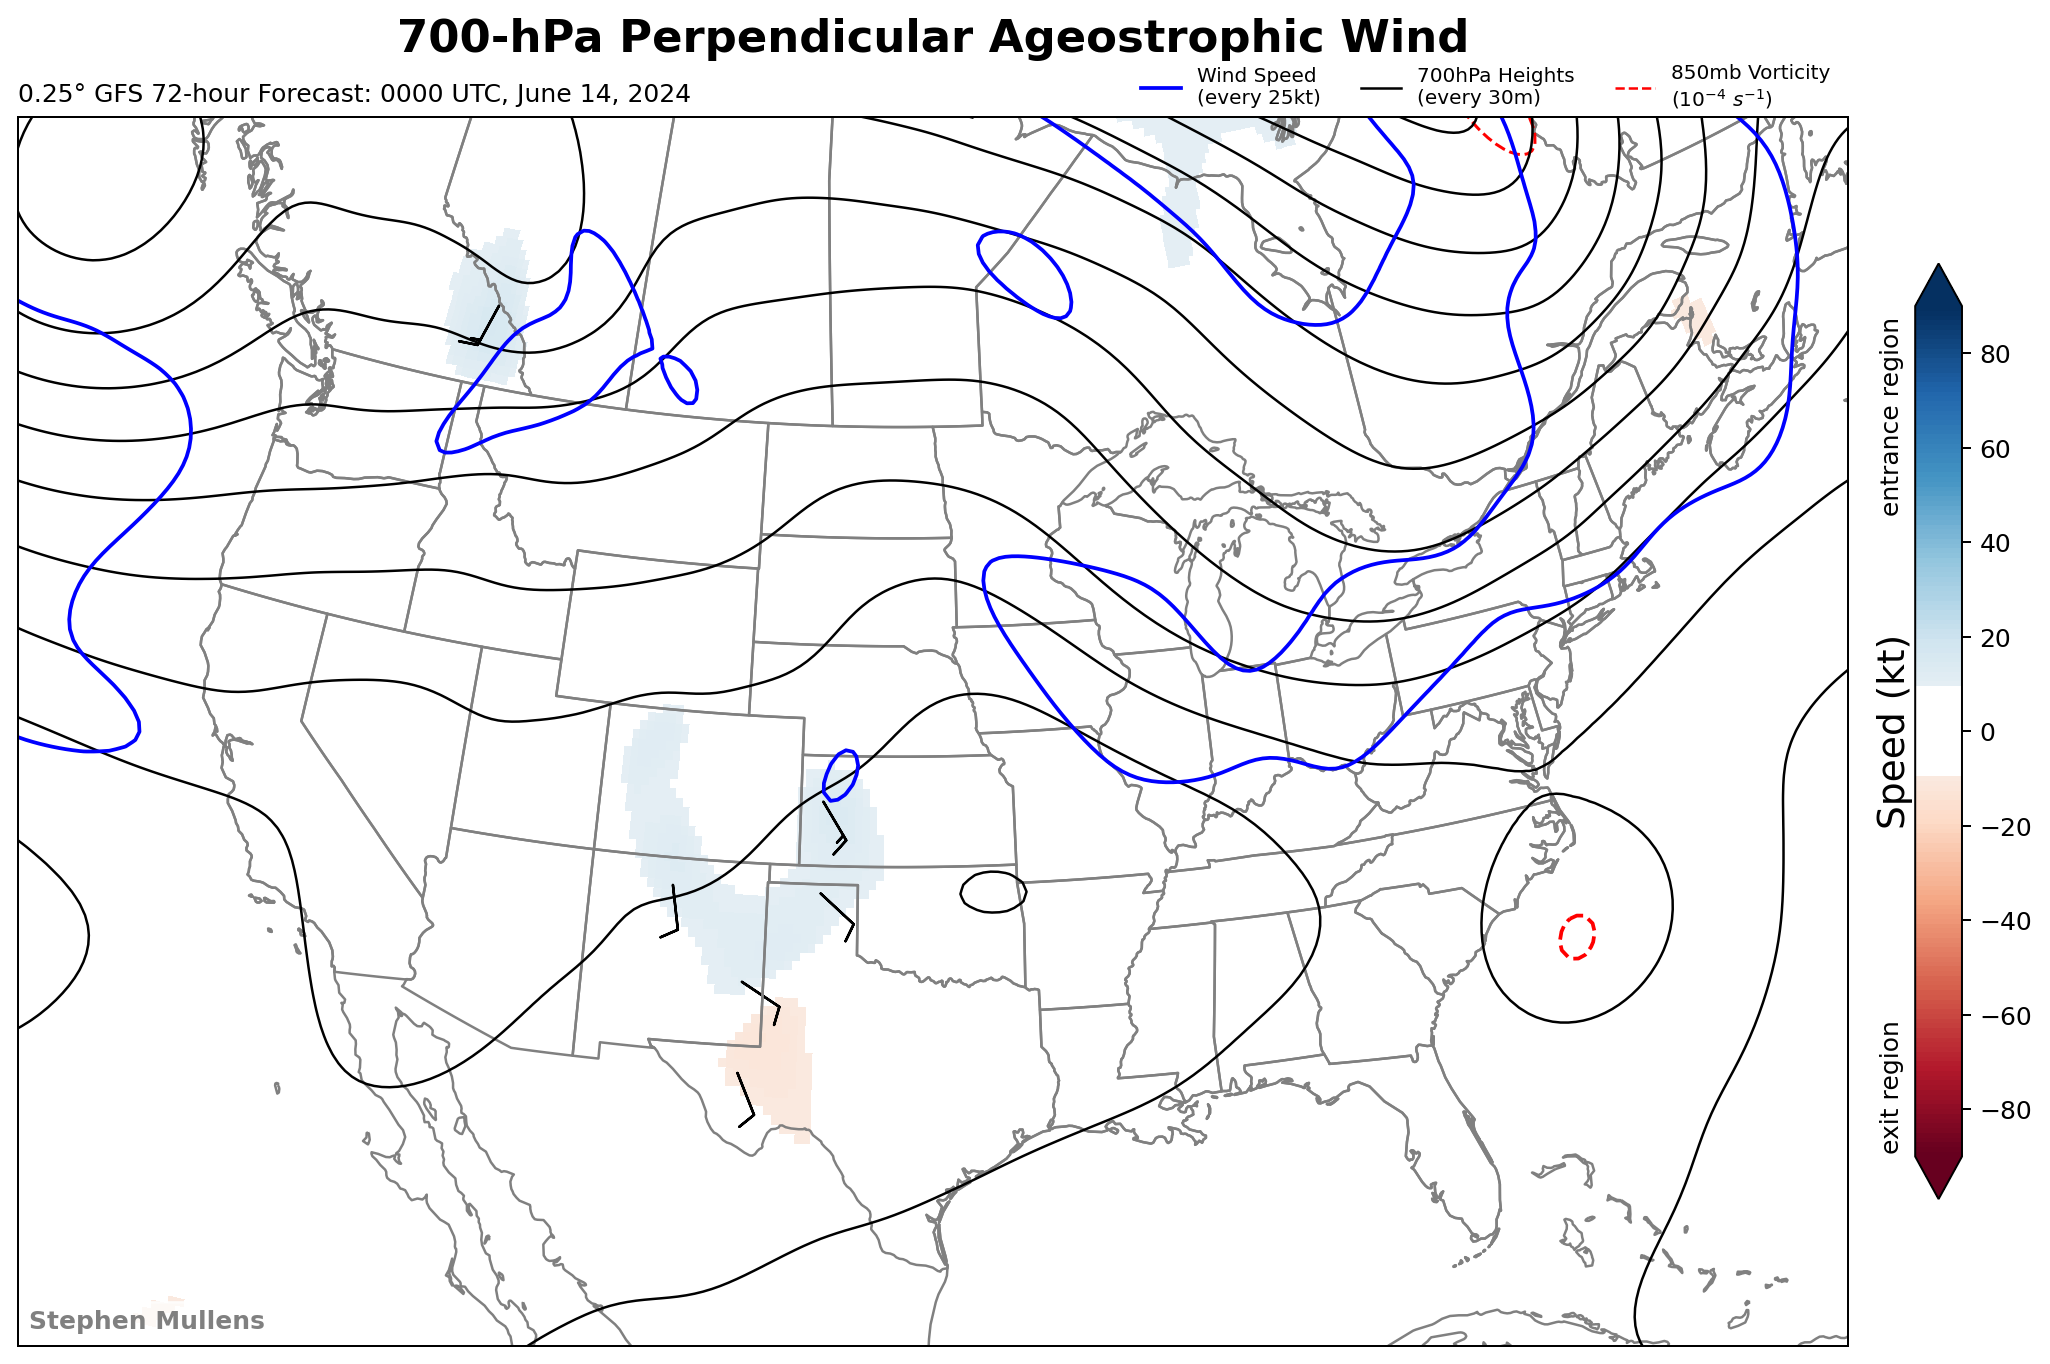 700-hPa Perpendicular Ageostrophic Wind
0.25° GFS 72-hour Forecast: 0000 UTC, June 14, 2024
Wind Speed
(every 25kt)
700hPa Heights
(every 30m)
850mb Vorticity
(10⁻⁴ s⁻¹)
entrance region
Speed (kt)
exit region
80
60
40
20
0
−20
−40
−60
−80
Stephen Mullens